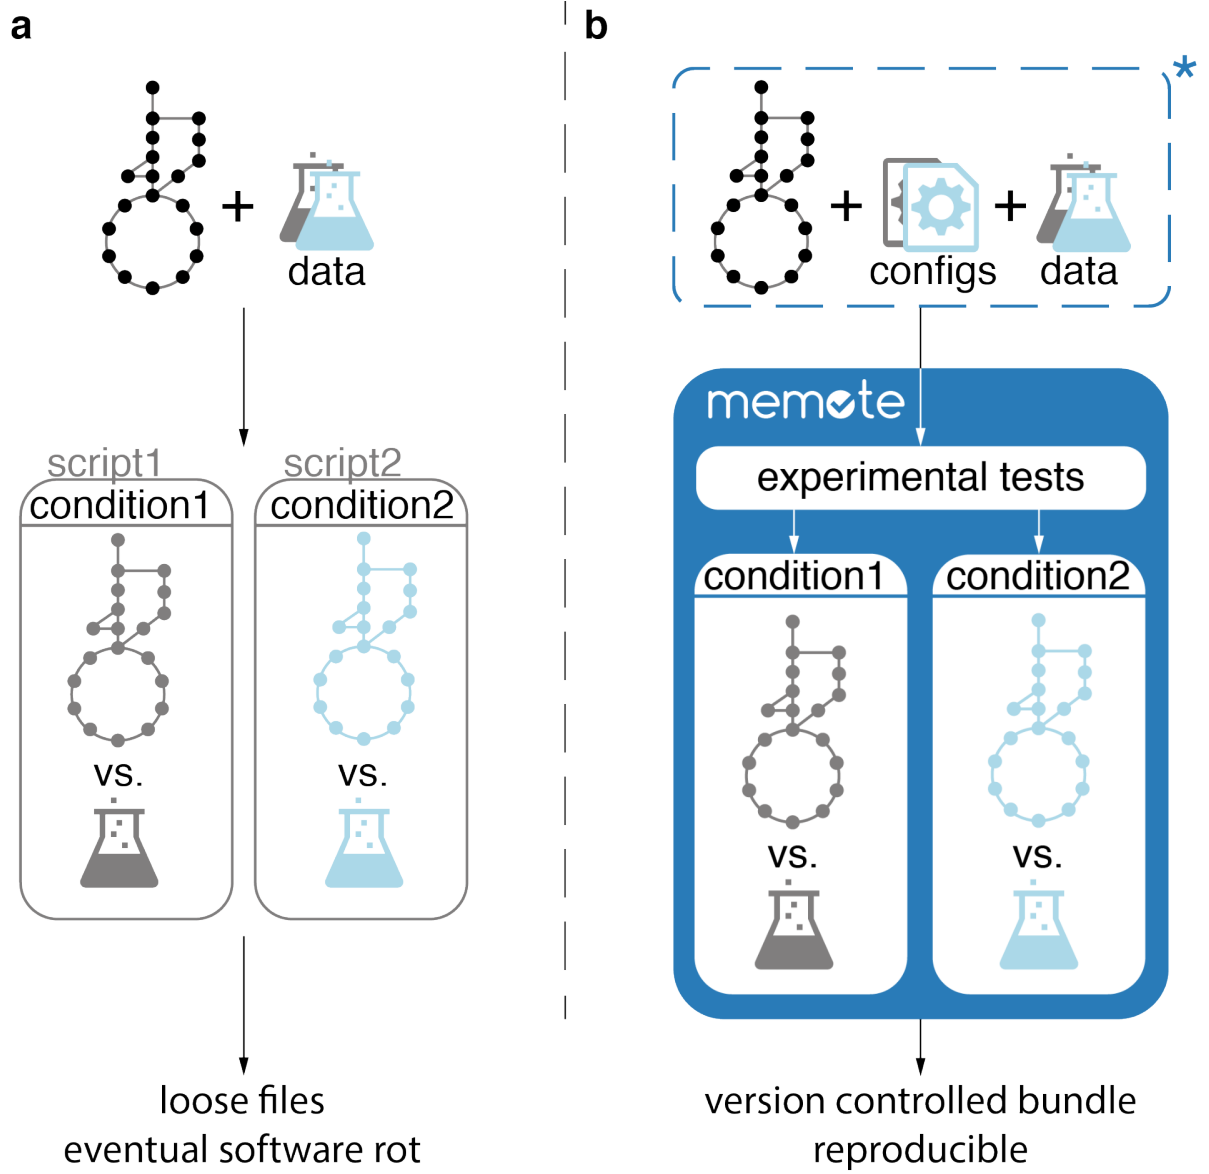 a
+
data
script1
script2
condition1
condition2
vs.
vs.
loose files
eventual software rot
b
*
+
+
configs
data
memote
experimental tests
condition1
condition2
vs.
vs.
version controlled bundle
reproducible